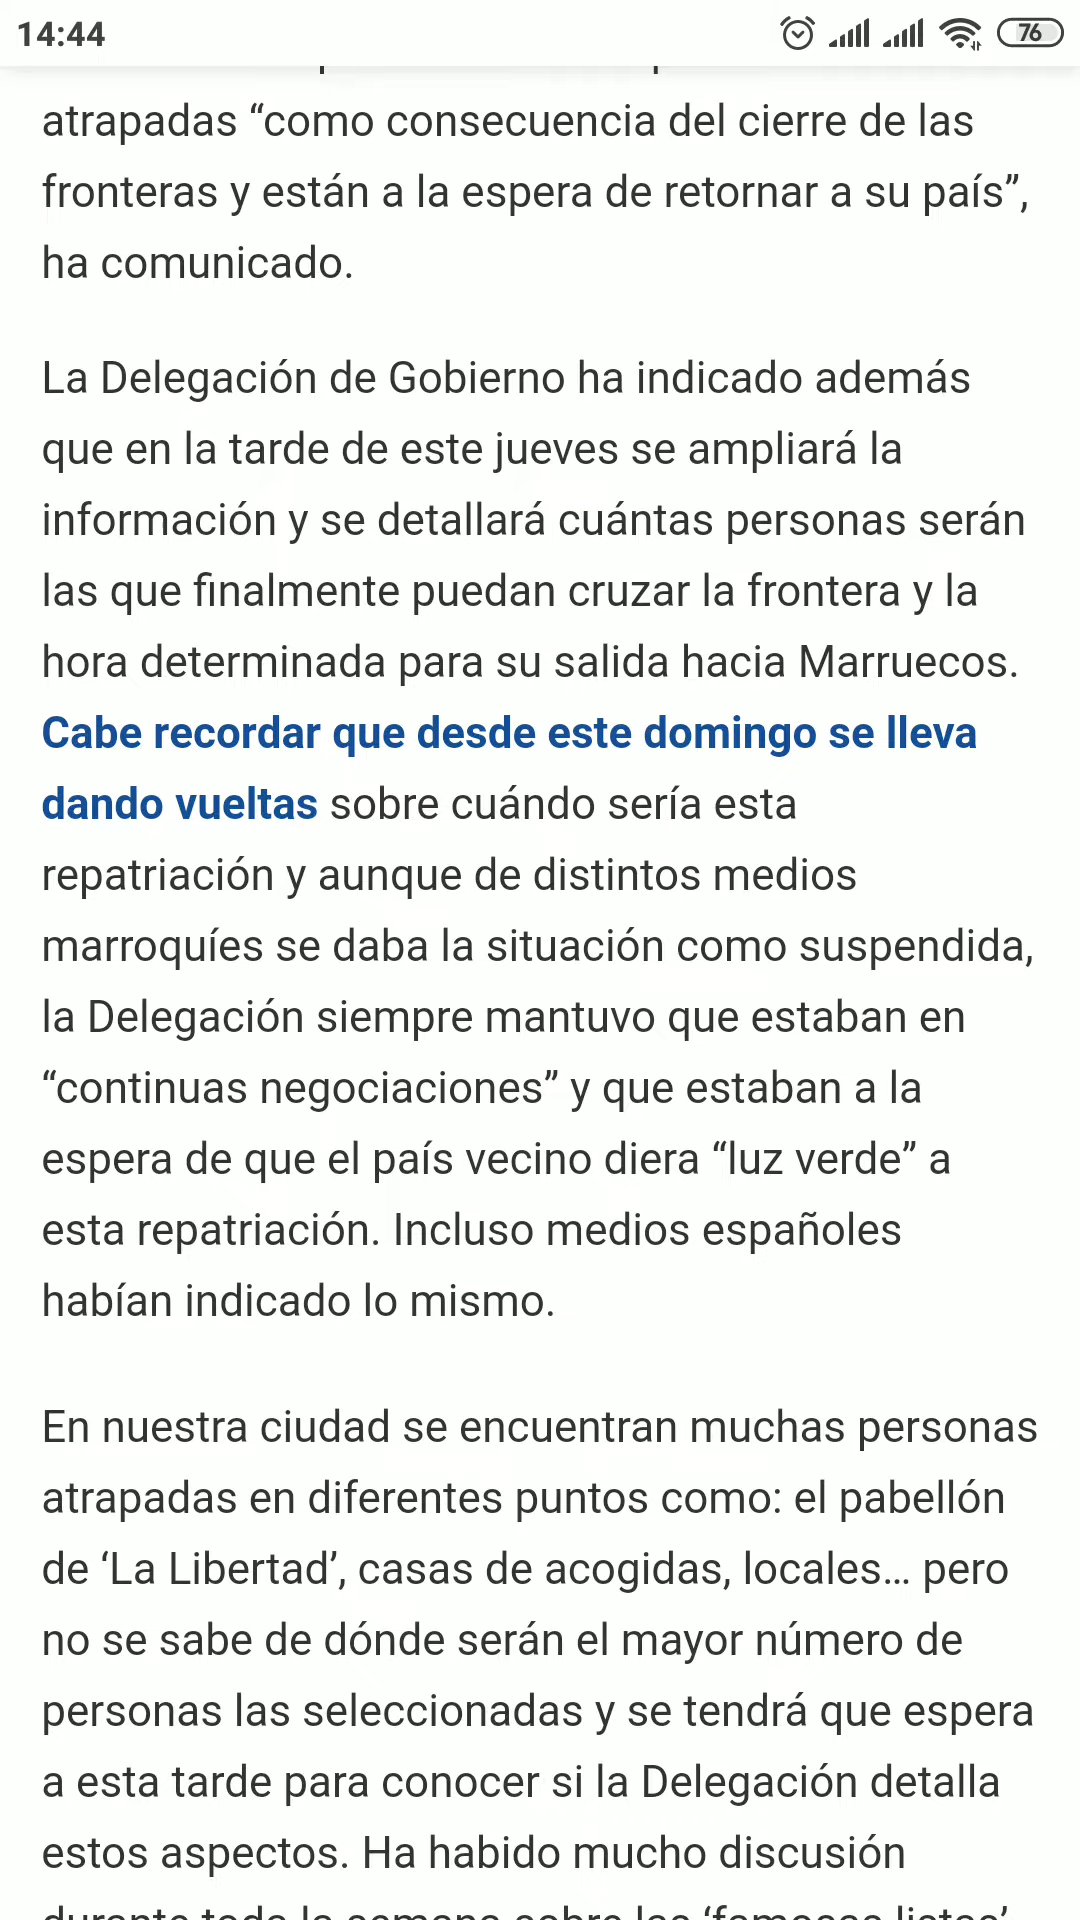 14:44
76
atrapadas “como consecuencia del cierre de las
fronteras y están a la espera de retornar a su país”,
ha comunicado.
La Delegación de Gobierno ha indicado además
que en la tarde de este jueves se ampliará la
información y se detallará cuántas personas serán
las que finalmente puedan cruzar la frontera y la
hora determinada para su salida hacia Marruecos.
Cabe recordar que desde este domingo se lleva
dando vueltas sobre cuándo sería esta
repatriación y aunque de distintos medios
marroquíes se daba la situación como suspendida,
la Delegación siempre mantuvo que estaban en
“continuas negociaciones” y que estaban a la
espera de que el país vecino diera “luz verde” a
esta repatriación. Incluso medios españoles
habían indicado lo mismo.
En nuestra ciudad se encuentran muchas personas
atrapadas en diferentes puntos como: el pabellón
de ‘La Libertad’, casas de acogidas, locales... pero
no se sabe de dónde serán el mayor número de
personas las seleccionadas y se tendrá que espera
a esta tarde para conocer si la Delegación detalla
estos aspectos. Ha habido mucho discusión
durante toda la semana sobre las ‘famosas listas’